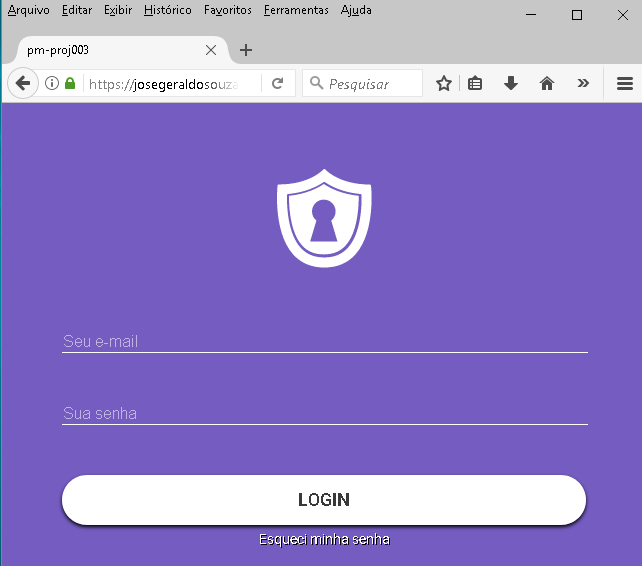 Arquivo Editar Exibir Histórico Favoritos Ferramentas Ajuda
pm-proj003
https://josegeraldosouza Pesquisar
Seu e-mail
Sua senha
LOGIN
Esqueci minha senha